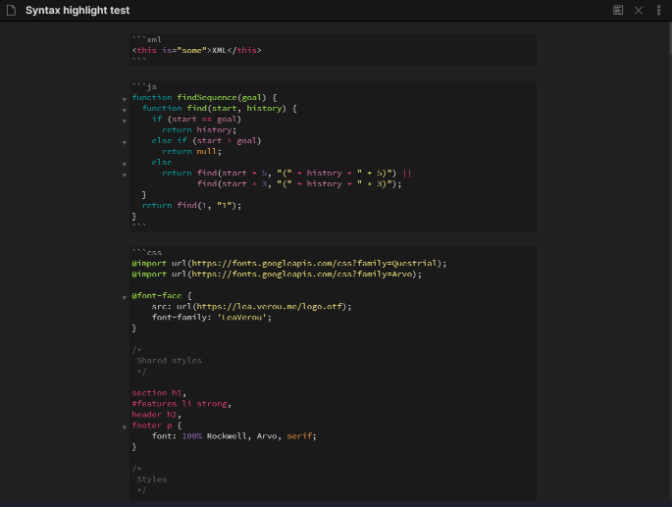 Syntax highlight test
```xml
<this is="some">XML</this>
```
```js
function findSequence(goal) {
  function find(start, history) {
    if (start == goal)
      return history;
    else if (start > goal)
      return null;
    else
      return find(start + 5, "(" + history + " + 5)") ||
             find(start * 3, "(" + history + " * 3)");
  }
  return find(1, "1");
}
```
```css
@import url(https://fonts.googleapis.com/css?family=Questrial);
@import url(https://fonts.googleapis.com/css?family=Arvo);
@font-face {
    src: url(https://lea.verou.me/logo.otf);
    font-family: 'LeaVerou';
}
/*
 Shared styles
 */
section h1,
#features li strong,
header h2,
footer p {
    font: 100% Rockwell, Arvo, serif;
}
/*
 Styles
 */